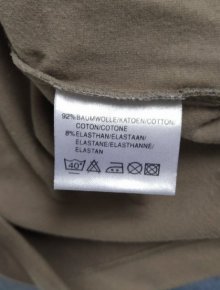 92% BAUMWOLLE/KATOEN/COTTON/
COTON/COTONE
8% ELASTHAN/ELASTAAN/
ELASTANE/ELASTHANNE/
ELASTAN
40°